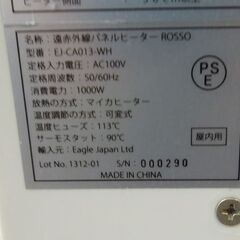 名称：遠赤外線パネルヒーター ROSSO
型名：EJ-CA013-WH
定格入力電圧：AC100V
定格周波数：50/60Hz
消費電力：1000W
放熱の方式：マイカヒーター
温度調節の方式：可変式
温度ヒューズ：113℃
サーモスタット：90℃
輸入元：Eagle Japan Ltd
Lot No. 1312-01 S/N: 000290
MADE IN CHINA
PS
E
屋内用